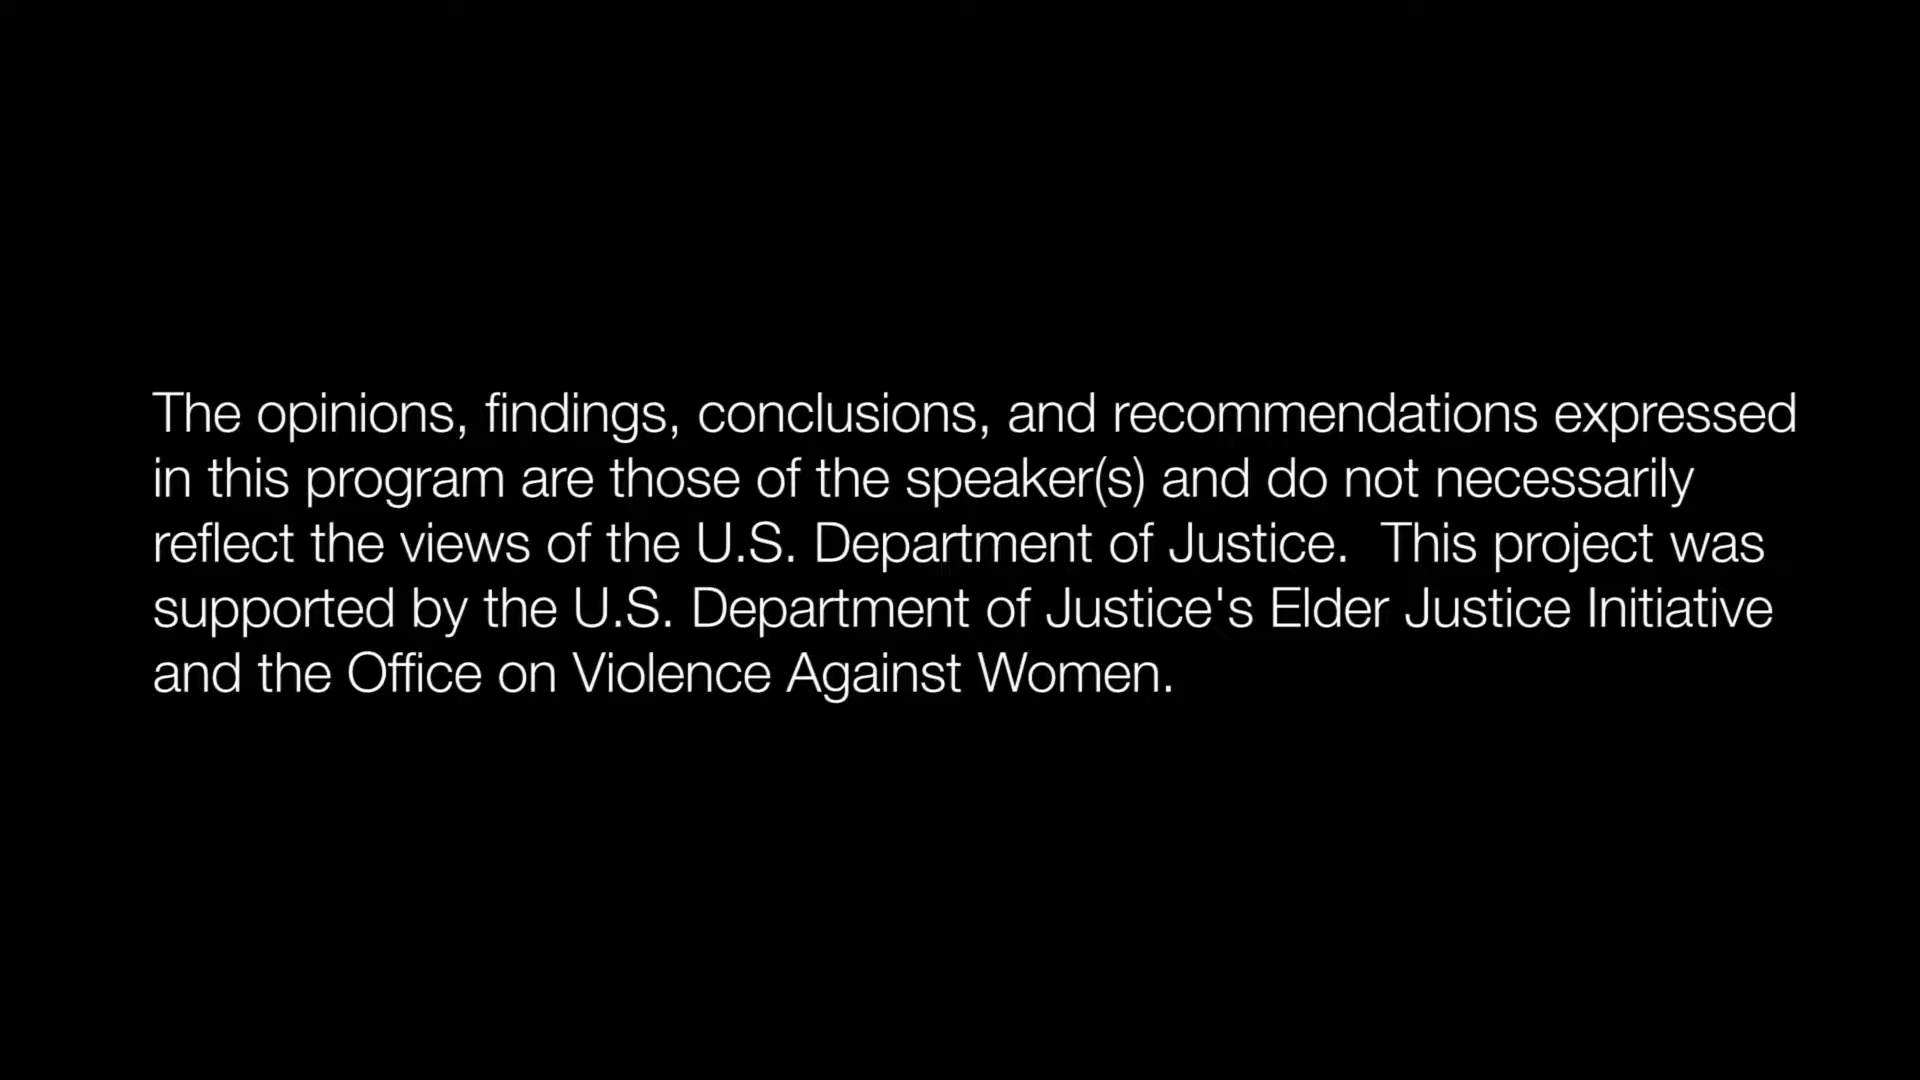 The opinions, findings, conclusions, and recommendations expressed
in this program are those of the speaker(s) and do not necessarily
reflect the views of the U.S. Department of Justice.  This project was
supported by the U.S. Department of Justice's Elder Justice Initiative
and the Office on Violence Against Women.